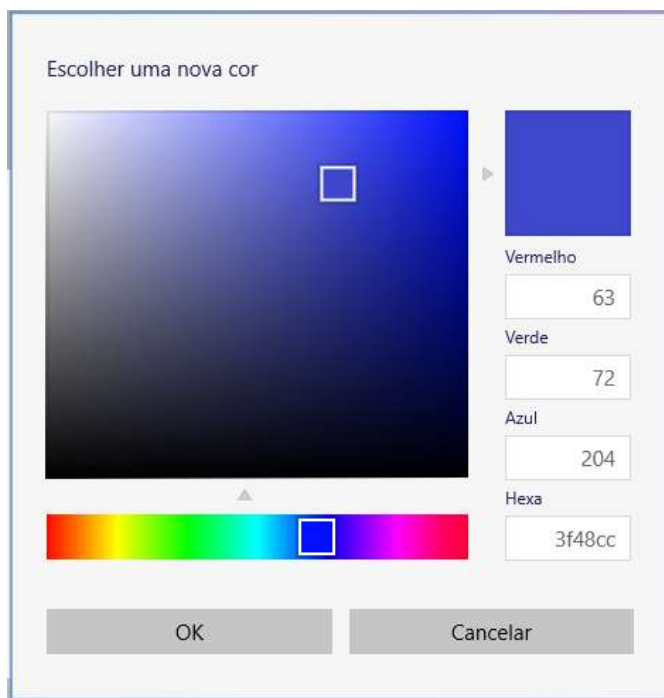 Escolher uma nova cor
Vermelho
63
Verde
72
Azul
204
Hexa
3f48cc
OK
Cancelar